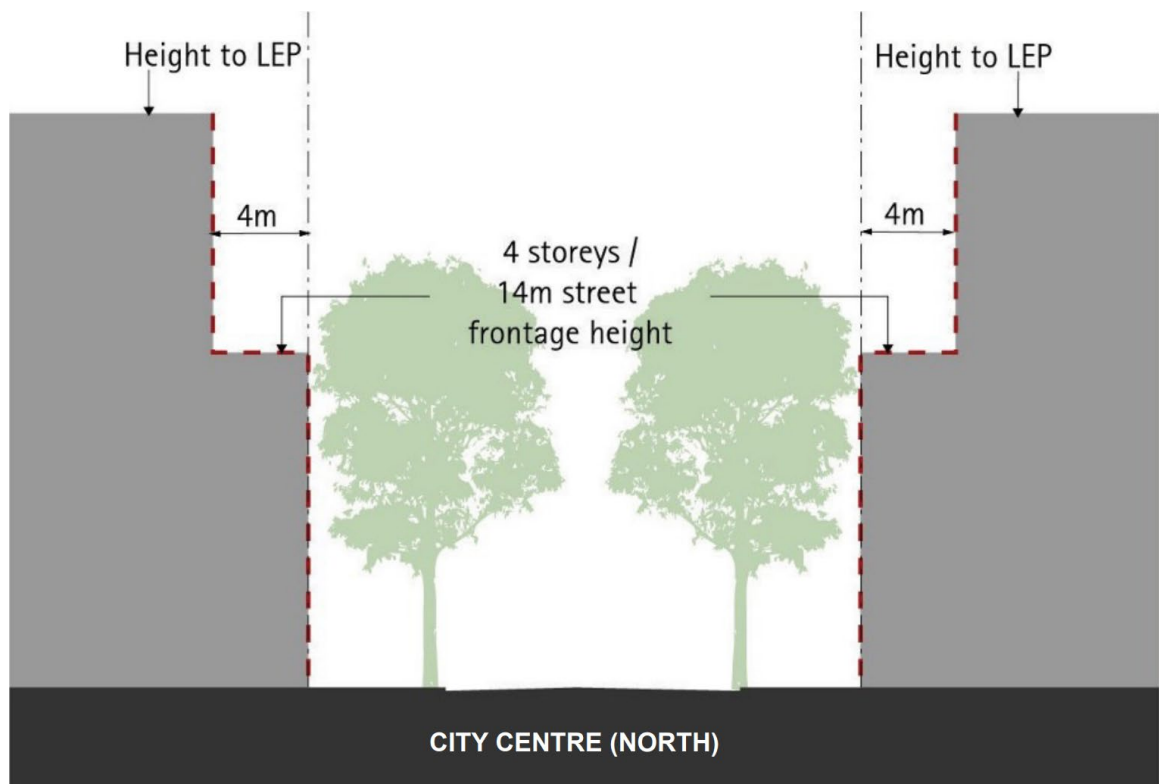 Height to LEP
Height to LEP
4m
4m
4 storeys /
14m street
frontage height
CITY CENTRE (NORTH)